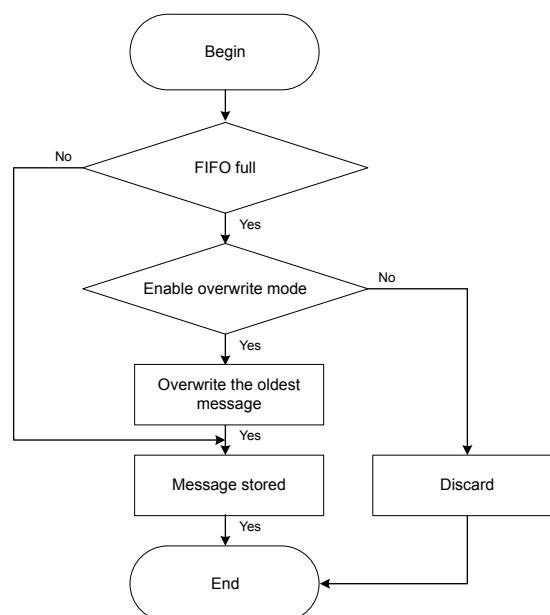 Begin
No
FIFO full
Yes
Enable overwrite mode
No
Yes
Overwrite the oldest
message
Yes
Message stored
Discard
Yes
End